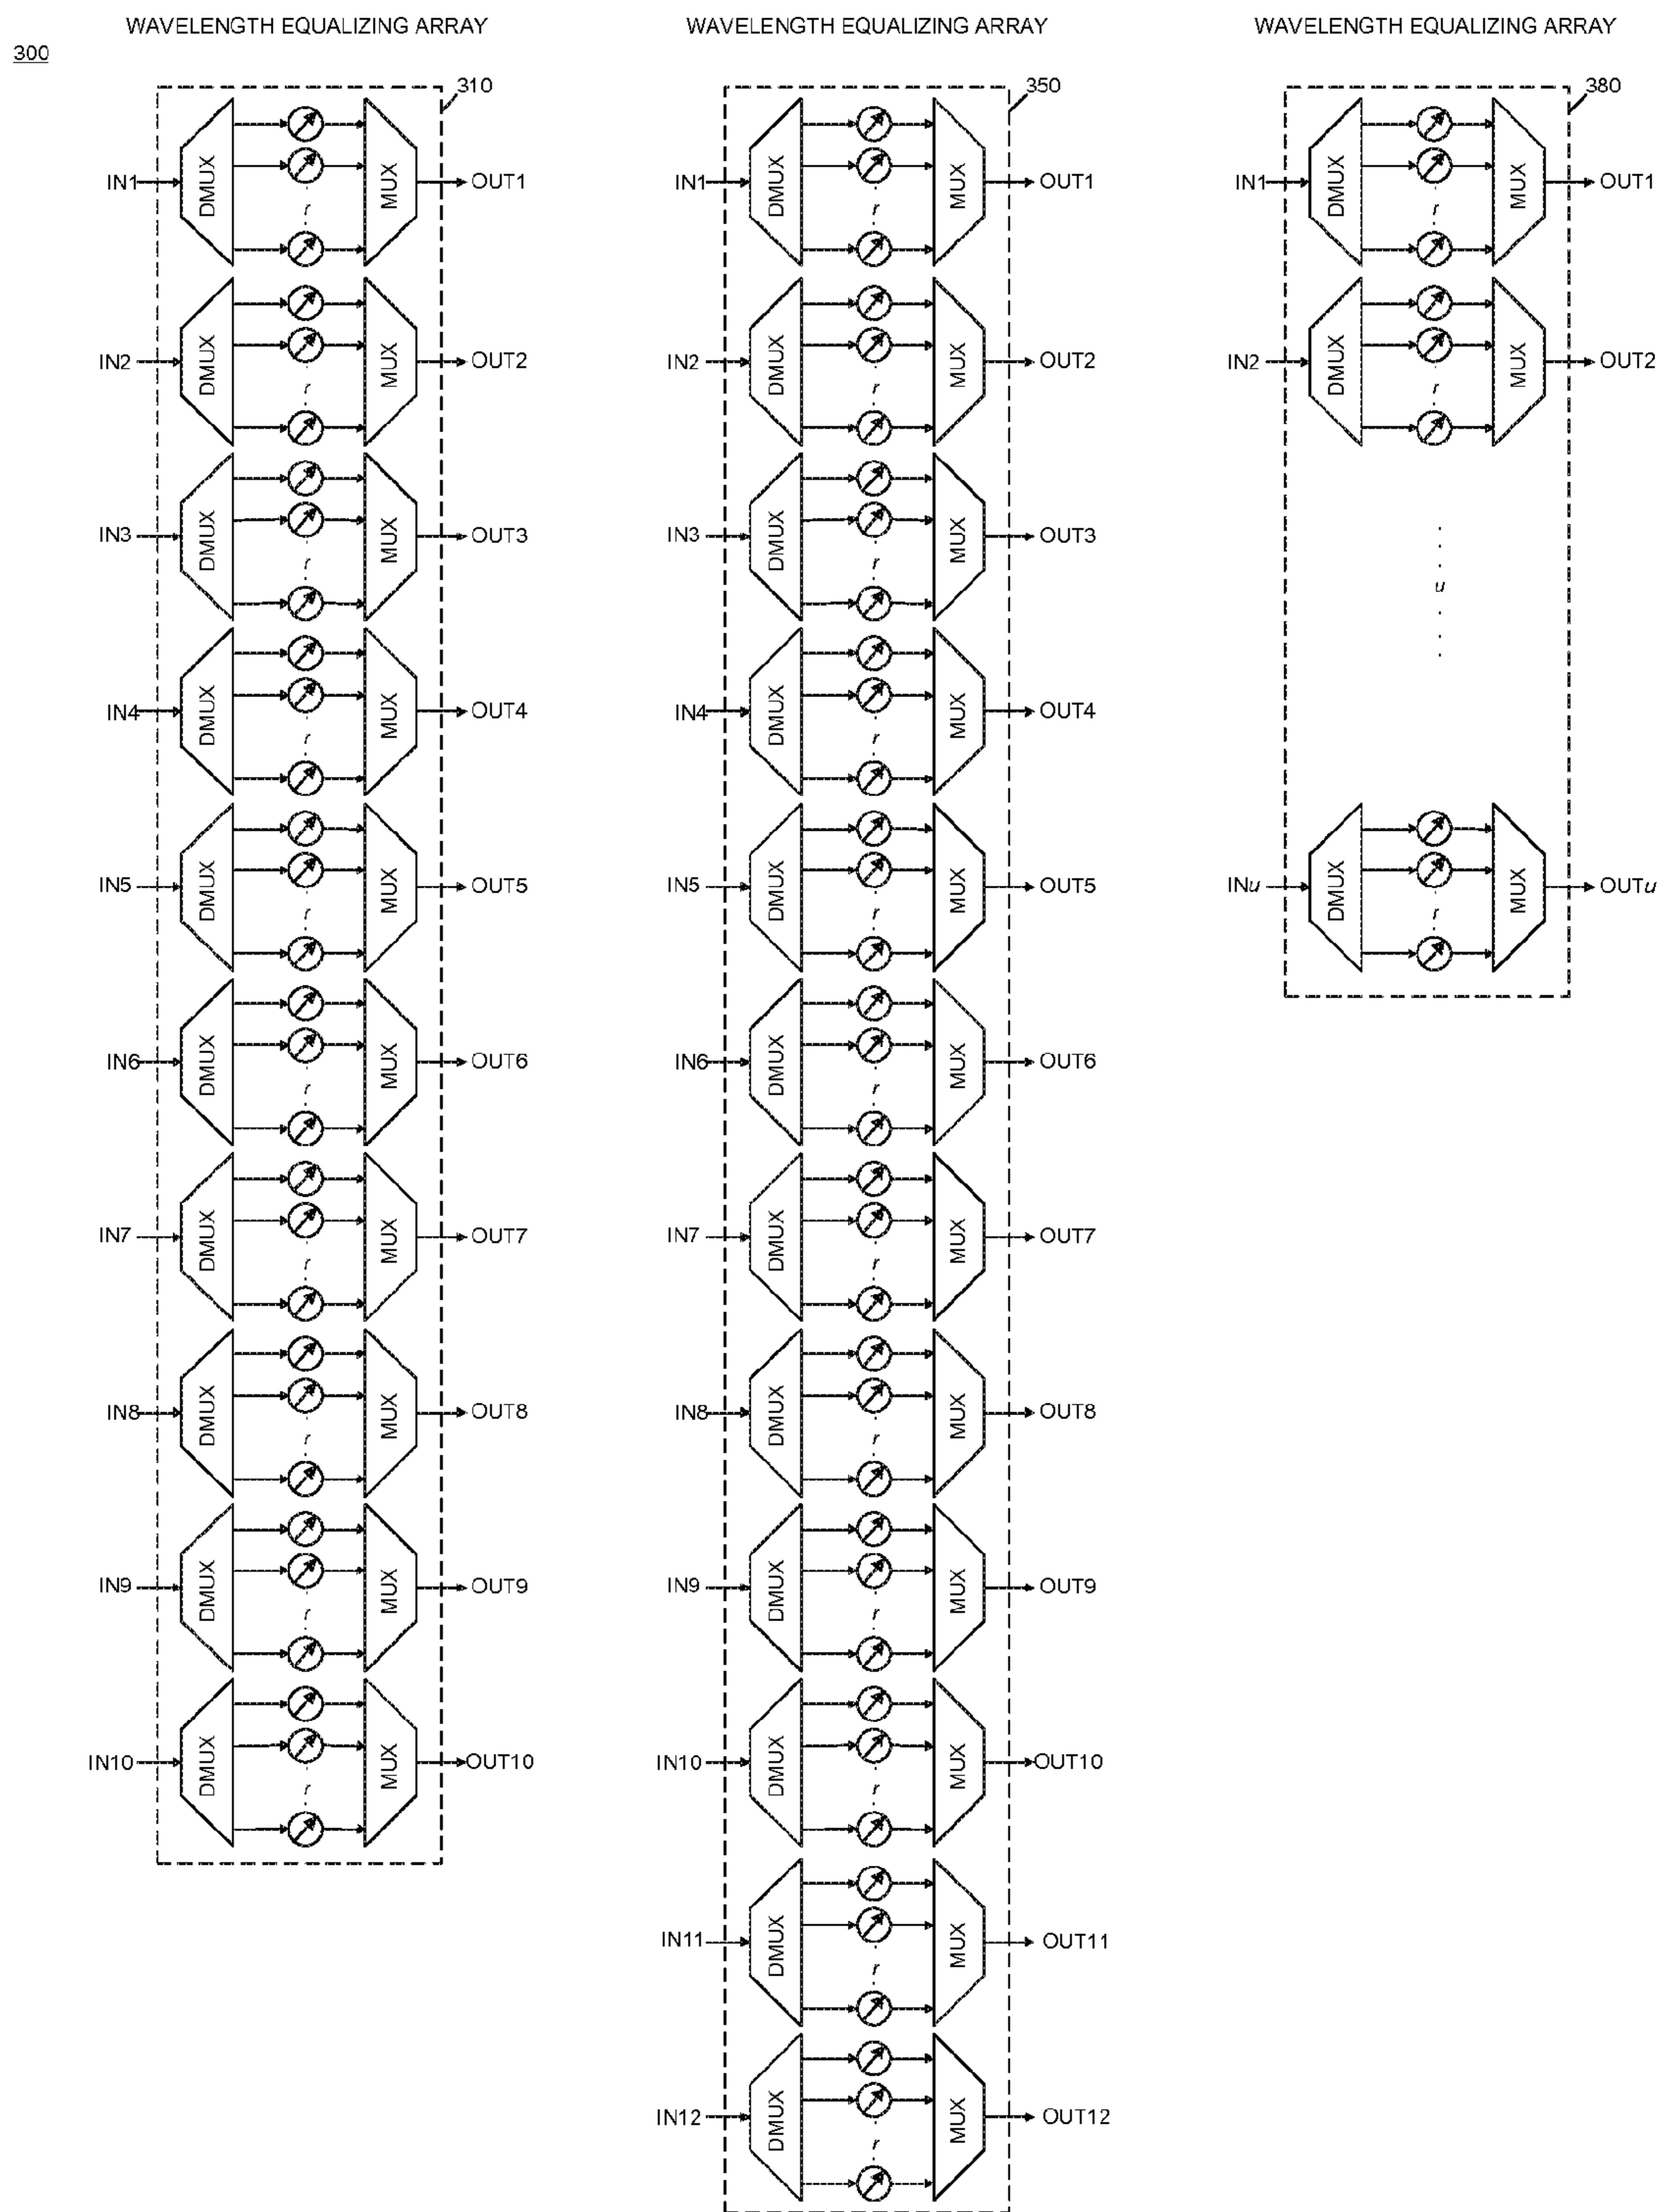 WAVELENGTH EQUALIZING ARRAY
WAVELENGTH EQUALIZING ARRAY
WAVELENGTH EQUALIZING ARRAY
300
310
IN1 DMUX r MUX OUT1
IN2 DMUX r MUX OUT2
IN3 DMUX r MUX OUT3
IN4 DMUX r MUX OUT4
IN5 DMUX r MUX OUT5
IN6 DMUX r MUX OUT6
IN7 DMUX r MUX OUT7
IN8 DMUX r MUX OUT8
IN9 DMUX r MUX OUT9
IN10 DMUX r MUX OUT10
350
IN1 DMUX r MUX OUT1
IN2 DMUX r MUX OUT2
IN3 DMUX r MUX OUT3
IN4 DMUX r MUX OUT4
IN5 DMUX r MUX OUT5
IN6 DMUX r MUX OUT6
IN7 DMUX r MUX OUT7
IN8 DMUX r MUX OUT8
IN9 DMUX r MUX OUT9
IN10 DMUX r MUX OUT10
IN11 DMUX r MUX OUT11
IN12 DMUX r MUX OUT12
380
IN1 DMUX r MUX OUT1
IN2 DMUX r MUX OUT2
u
INu DMUX r MUX OUTu